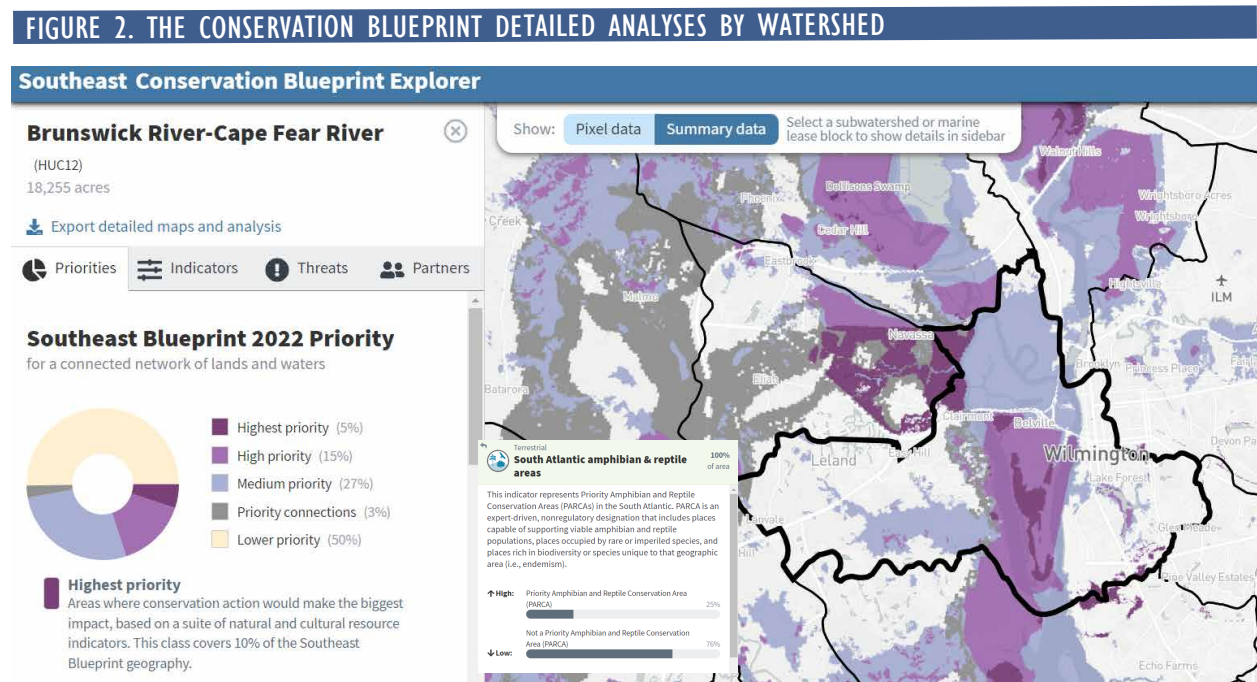 FIGURE 2. THE CONSERVATION BLUEPRINT DETAILED ANALYSES BY WATERSHED
Southeast Conservation Blueprint Explorer
Brunswick River-Cape Fear River
(HUC12)
18,255 acres
Export detailed maps and analysis
Priorities
Indicators
Threats
Partners
Southeast Blueprint 2022 Priority
for a connected network of lands and waters
Highest priority (5%)
High priority (15%)
Medium priority (27%)
Priority connections (3%)
Lower priority (50%)
Highest priority
Areas where conservation action would make the biggest
impact, based on a suite of natural and cultural resource
indicators. This class covers 10% of the Southeast
Blueprint geography.
Show:
Pixel data
Summary data
Select a subwatershed or marine
lease block to show details in sidebar
Terrestrial
South Atlantic amphibian & reptile
areas
100%
of area
This indicator represents Priority Amphibian and Reptile
Conservation Areas (PARCAs) in the South Atlantic. PARCA is an
expert-driven, nonregulatory designation that includes places
capable of supporting viable amphibian and reptile
populations, places occupied by rare or imperiled species, and
places rich in biodiversity or species unique to that geographic
area (i.e., endemism).
High:
Priority Amphibian and Reptile Conservation Area
(PARCA)
25%
Not a Priority Amphibian and Reptile Conservation
Area (PARCA)
76%
Low:
Walnut Hills
Dollisons Swamp
Phoenix
Wrightsboro Acres
Wrightsboro
Creek
Cedar Hill
Eastbrook
Hightsville
ILM
Malmo
Navassa
Brooklyn
Princess Place
Batarora
Clairmont
Belville
Devon Pa
Leland
Wilmington
Lake Forest
Glen Meade
Hill
Pine Valley Estates
Echo Farms